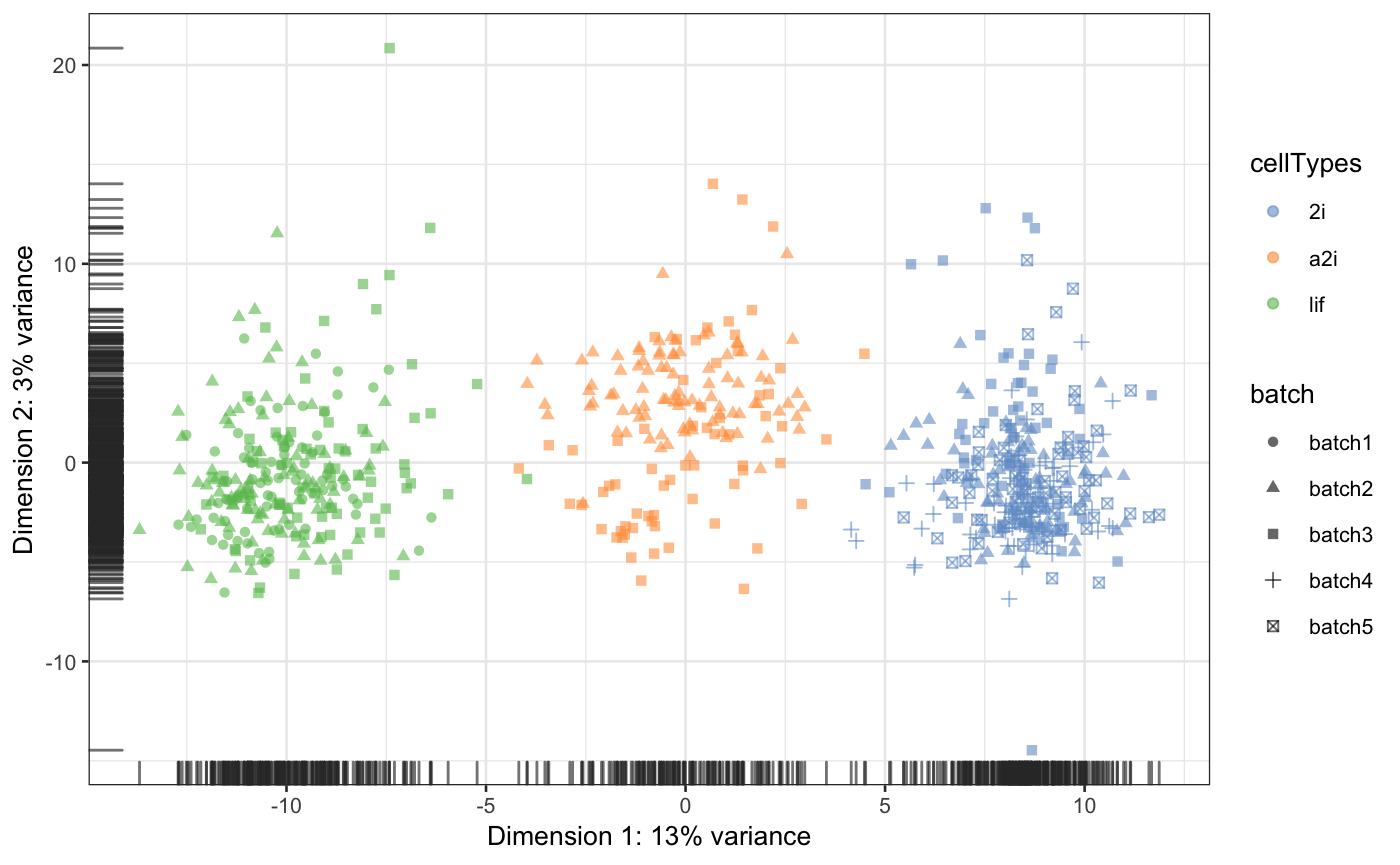 20
10
0
-10
Dimension 2: 3% variance
-10
-5
0
5
10
Dimension 1: 13% variance
cellTypes
2i
a2i
lif
batch
batch1
batch2
batch3
batch4
batch5